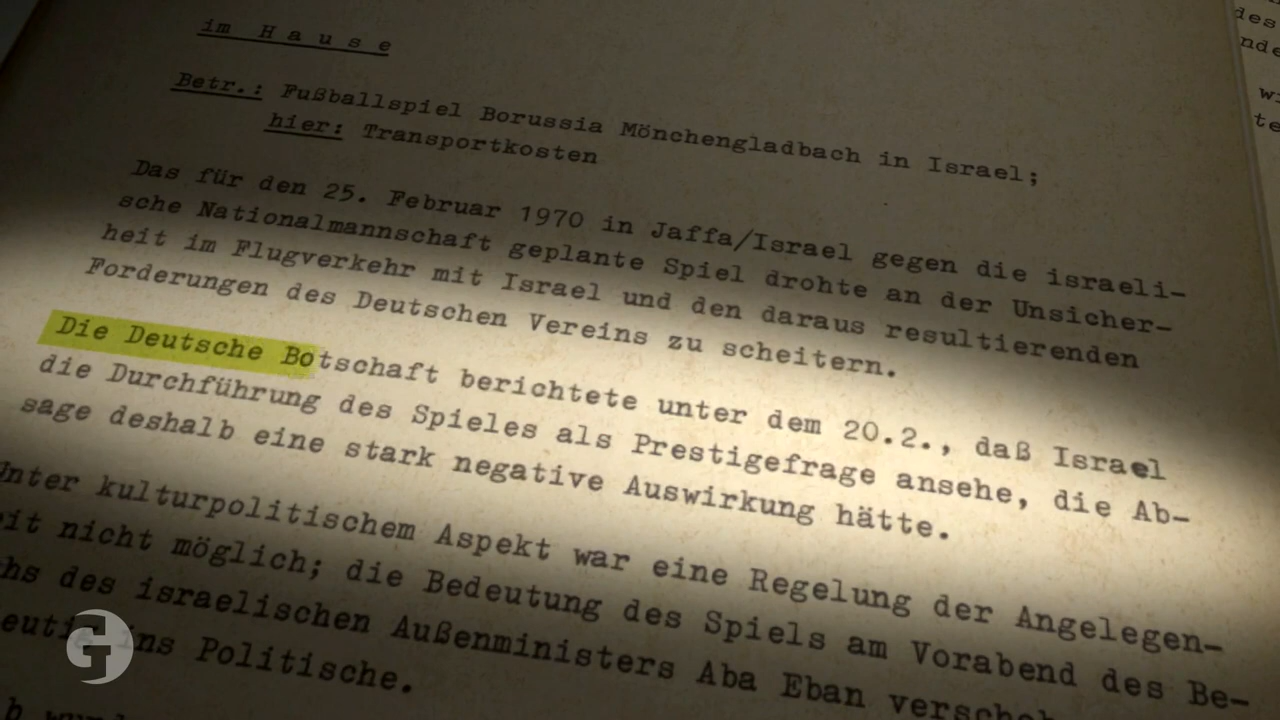 im Hause
Betr.: Fußballspiel Borussia Mönchengladbach in Israel;
hier: Transportkosten
Das für den 25. Februar 1970 in Jaffa/Israel gegen die israeli-
sche Nationalmannschaft geplante Spiel drohte an der Unsicher-
heit im Flugverkehr mit Israel und den daraus resultierenden
Forderungen des Deutschen Vereins zu scheitern.
Die Deutsche Botschaft berichtete unter dem 20.2., daß Israel
die Durchführung des Spieles als Prestigefrage ansehe, die Ab-
sage deshalb eine stark negative Auswirkung hätte.
Unter kulturpolitischem Aspekt war eine Regelung der Angelegen-
eit nicht möglich; die Bedeutung des Spiels am Vorabend des Be-
hs des israelischen Außenministers Aba Eban
ins Politische.